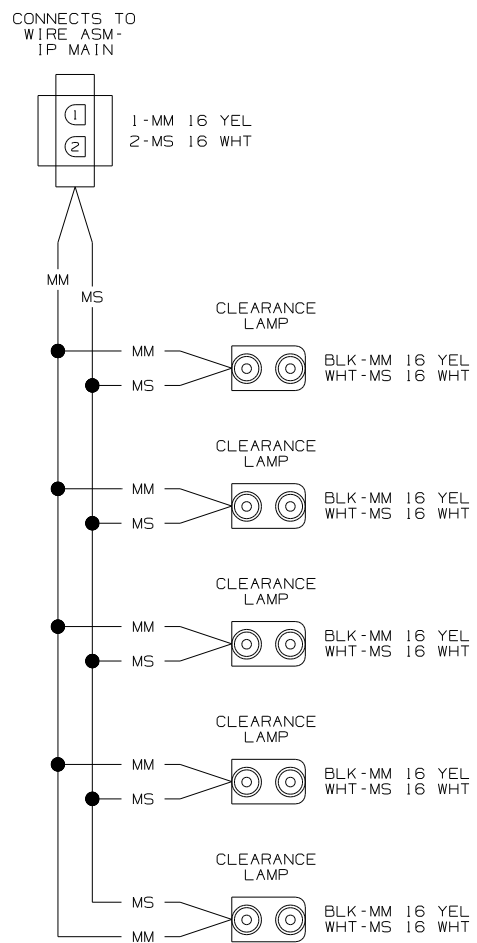 CONNECTS TO
WIRE ASM-
IP MAIN
1
2
1-MM 16 YEL
2-MS 16 WHT
MM
MS
CLEARANCE
LAMP
MM
MS
BLK-MM 16 YEL
WHT-MS 16 WHT
CLEARANCE
LAMP
MM
MS
BLK-MM 16 YEL
WHT-MS 16 WHT
CLEARANCE
LAMP
MM
MS
BLK-MM 16 YEL
WHT-MS 16 WHT
CLEARANCE
LAMP
MM
MS
BLK-MM 16 YEL
WHT-MS 16 WHT
CLEARANCE
LAMP
MS
MM
BLK-MM 16 YEL
WHT-MS 16 WHT